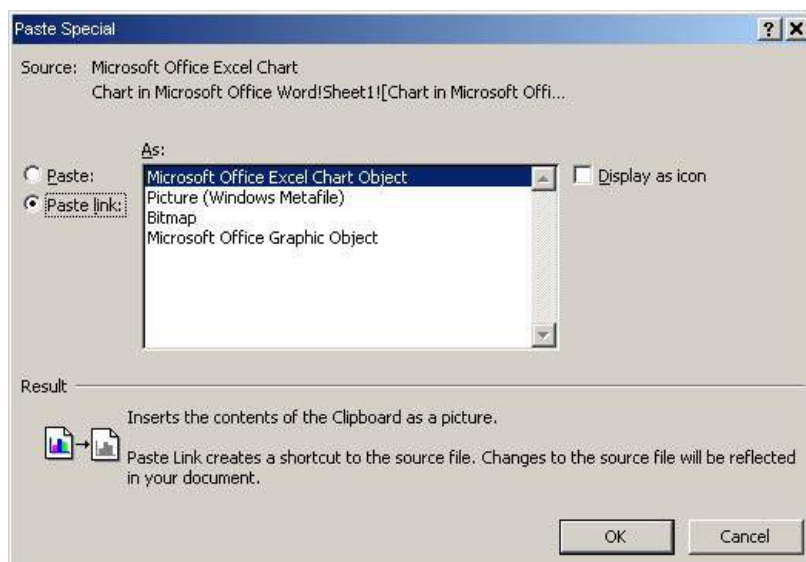 Paste Special
Source: Microsoft Office Excel Chart
Chart in Microsoft Office Word!Sheet1![Chart in Microsoft Offi...
As:
Paste:
Paste link:
Microsoft Office Excel Chart Object
Picture (Windows Metafile)
Bitmap
Microsoft Office Graphic Object
Display as icon
Result
Inserts the contents of the Clipboard as a picture.
Paste Link creates a shortcut to the source file. Changes to the source file will be reflected
in your document.
OK Cancel